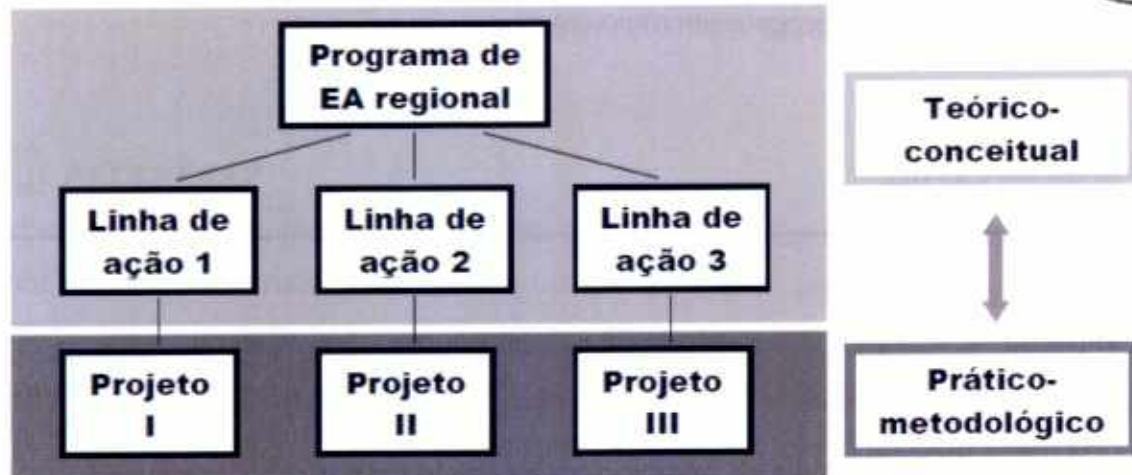 Programa de
EA regional
Teórico-
conceitual
Linha de
ação 1
Linha de
ação 2
Linha de
ação 3
Projeto
I
Projeto
II
Projeto
III
Prático-
metodológico